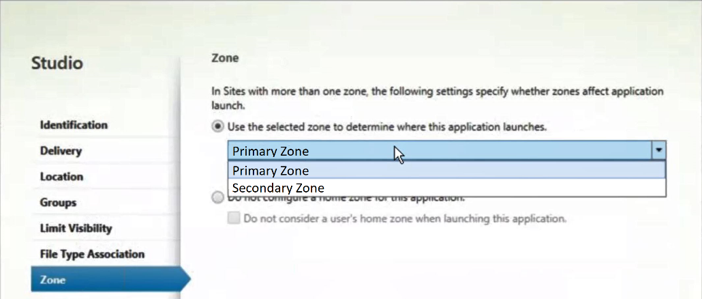 Studio
Zone
In Sites with more than one zone, the following settings specify whether zones affect application
launch.
Identification
Use the selected zone to determine where this application launches.
Delivery
Primary Zone
Location
Primary Zone
Secondary Zone
Groups
Do not configure a home zone for this application.
Limit Visibility
Do not consider a user's home zone when launching this application.
File Type Association
Zone